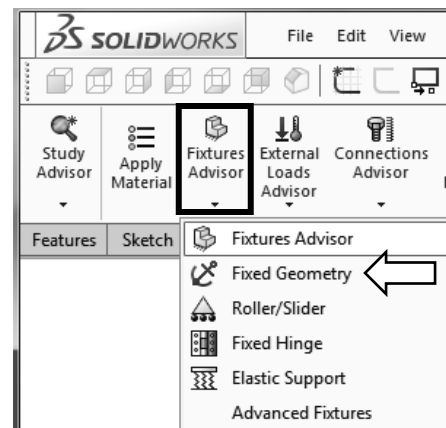 SOLIDWORKS File Edit View
Study Advisor
Apply Material
Fixtures Advisor
External Loads Advisor
Connections Advisor
Features Sketch
Fixtures Advisor
Fixed Geometry
Roller/Slider
Fixed Hinge
Elastic Support
Advanced Fixtures